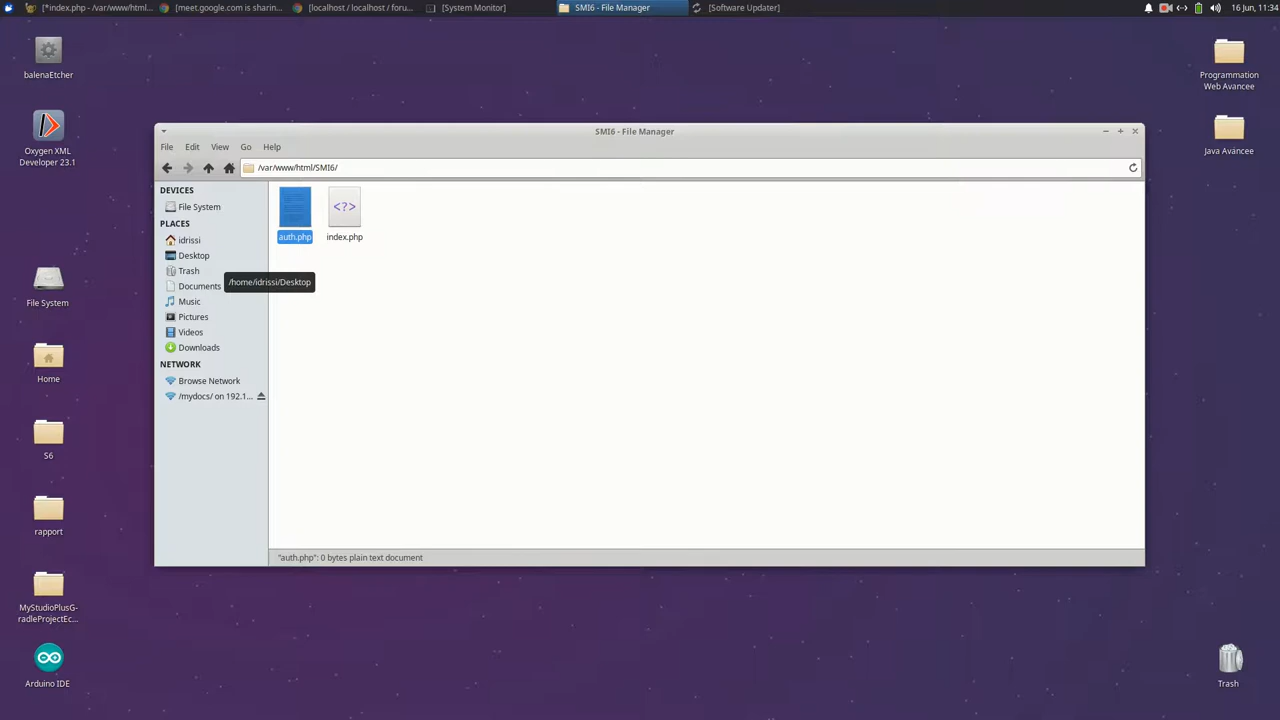 [*index.php - /var/www/html...
[meet.google.com is sharin...
[localhost / localhost / foru...
[System Monitor]
SMI6 - File Manager
[Software Updater]
16 Jun, 11:34
balenaEtcher
Oxygen XML
Developer 23.1
File System
Home
S6
rapport
MyStudioPlusG-
radleProjectEc...
Arduino IDE
SMI6 - File Manager
File Edit View Go Help
/var/www/html/SMI6/
DEVICES
File System
PLACES
idrissi
Desktop
Trash
Documents
Music
Pictures
Videos
Downloads
NETWORK
Browse Network
/mydocs/ on 192.1...
/home/idrissi/Desktop
<?>
auth.php
index.php
"auth.php": 0 bytes plain text document
Programmation
Web Avancee
Java Avancee
Trash